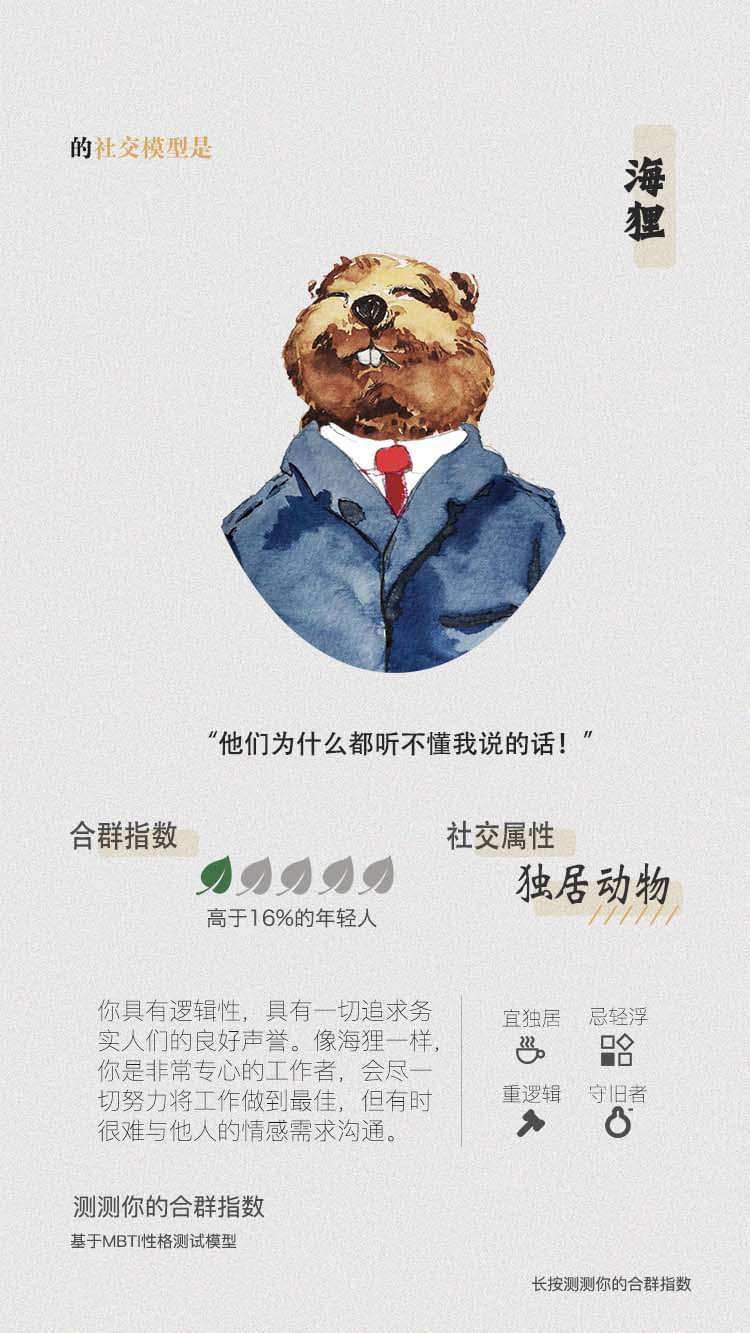 的社交模型是
海狸
“他们为什么都听不懂我说的话！”
合群指数
高于16%的年轻人
社交属性
独居动物
你具有逻辑性，具有一切追求务
实人们的良好声誉。像海狸一样，
你是非常专心的工作者，会尽一
切努力将工作做到最佳，但有时
很难与他人的情感需求沟通。
宜独居 忌轻浮
重逻辑 守旧者
测测你的合群指数
基于MBTI性格测试模型
长按测测你的合群指数